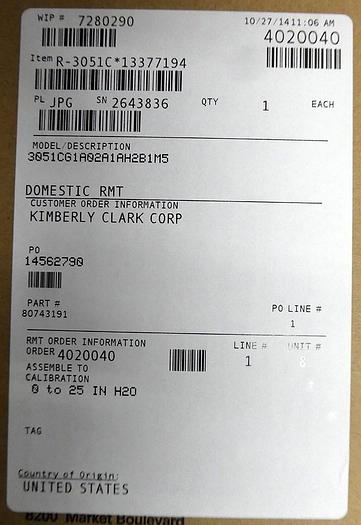 WIP # 7280290
10/27/14 11:06 AM
4020040
Item R-3051C*13377194
PL JPG SN 2643836 QTY 1 EACH
MODEL/DESCRIPTION
3051CG1A02A1AH2B1M5
DOMESTIC RMT
CUSTOMER ORDER INFORMATION
KIMBERLY CLARK CORP
PO
14562790
PART # PO LINE #
80743191 1
RMT ORDER INFORMATION LINE # UNIT #
ORDER 4020040 1 8
ASSEMBLE TO
CALIBRATION
0 to 25 IN H2O
TAG
Country of Origin:
UNITED STATES
8200 Market Boulevard